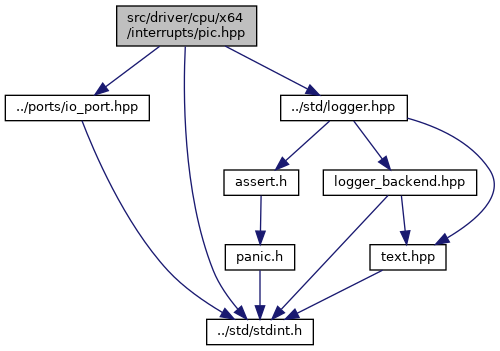 src/driver/cpu/x64
/interrupts/pic.hpp
../ports/io_port.hpp
../std/logger.hpp
assert.h
logger_backend.hpp
panic.h
text.hpp
../std/stdint.h